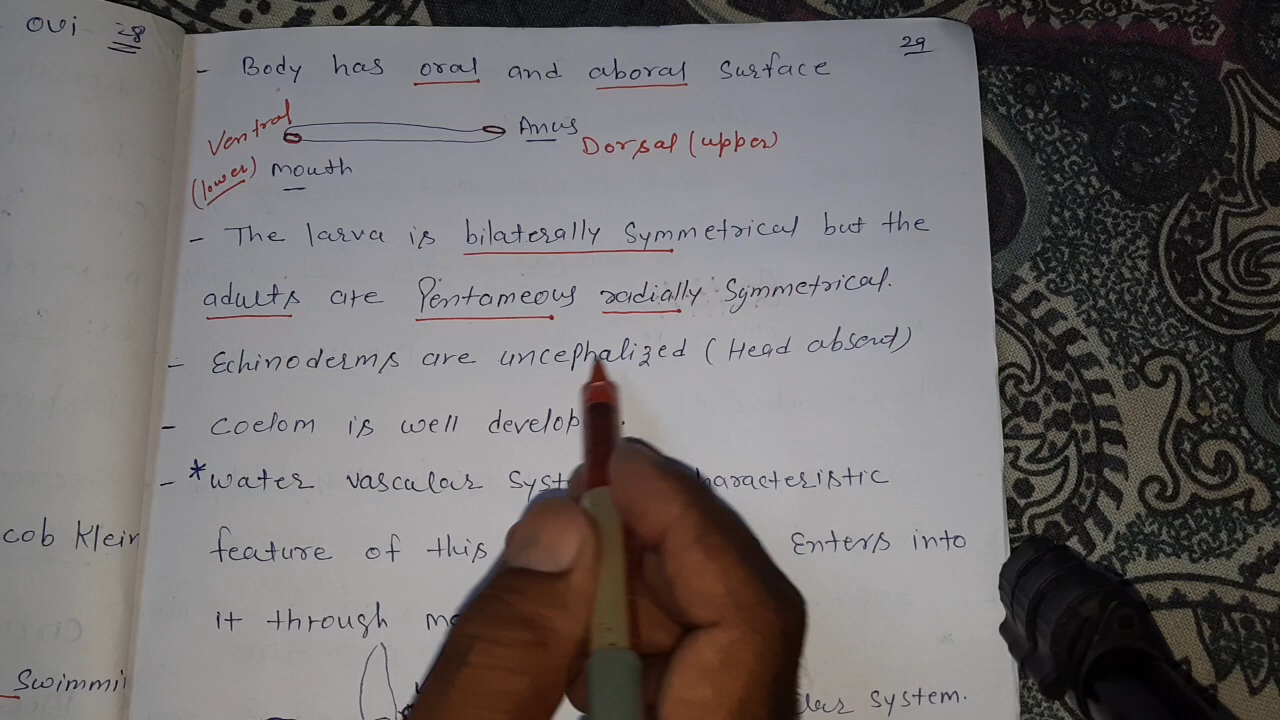 ovi 28
29
- Body has oral and aboral surface
Ventral
Anus
Dorsal (upper)
(lower) mouth
- The larva is bilaterally Symmetrical but the
adults are Pentameous radially Symmetrical.
- Echinoderms are uncephalized (Head absent)
- Coelom is well develop
- *water vascular syst haracteristic
cob Klein
feature of this Enters into
it through m
Swimmi
system.